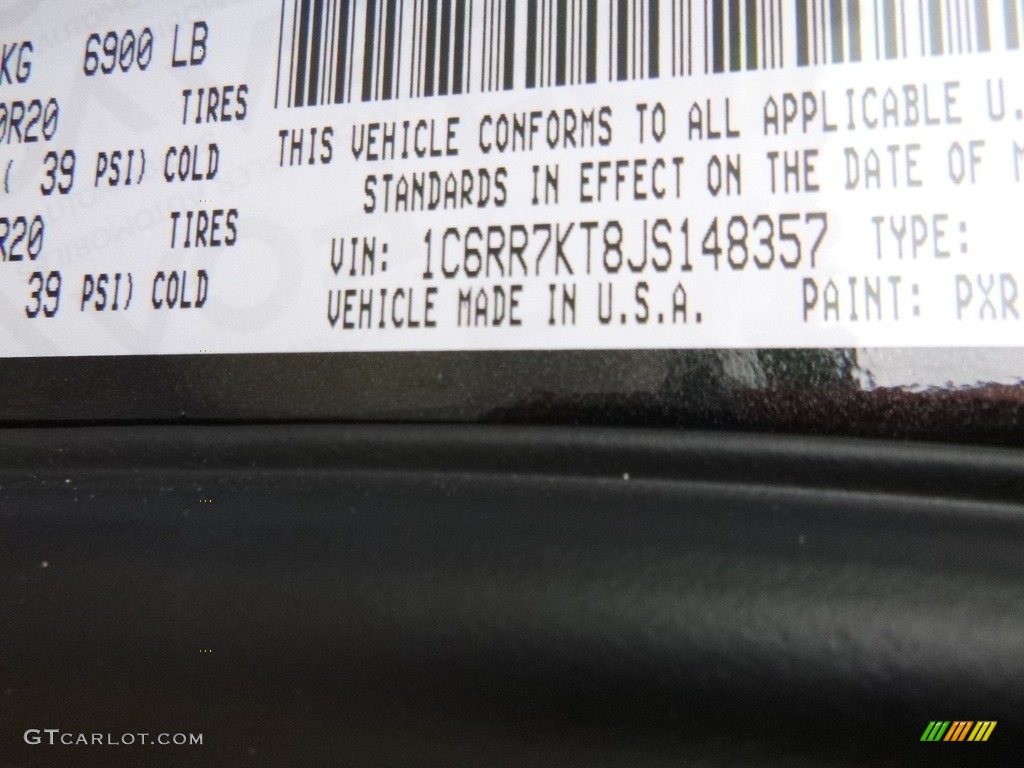 KG 6900 LB
0R20 TIRES
( 39 PSI) COLD
R20 TIRES
39 PSI) COLD
THIS VEHICLE CONFORMS TO ALL APPLICABLE U.
STANDARDS IN EFFECT ON THE DATE OF M
VIN: 1C6RR7KT8JS148357 TYPE:
VEHICLE MADE IN U.S.A. PAINT: PXR
GTCARLOT.COM